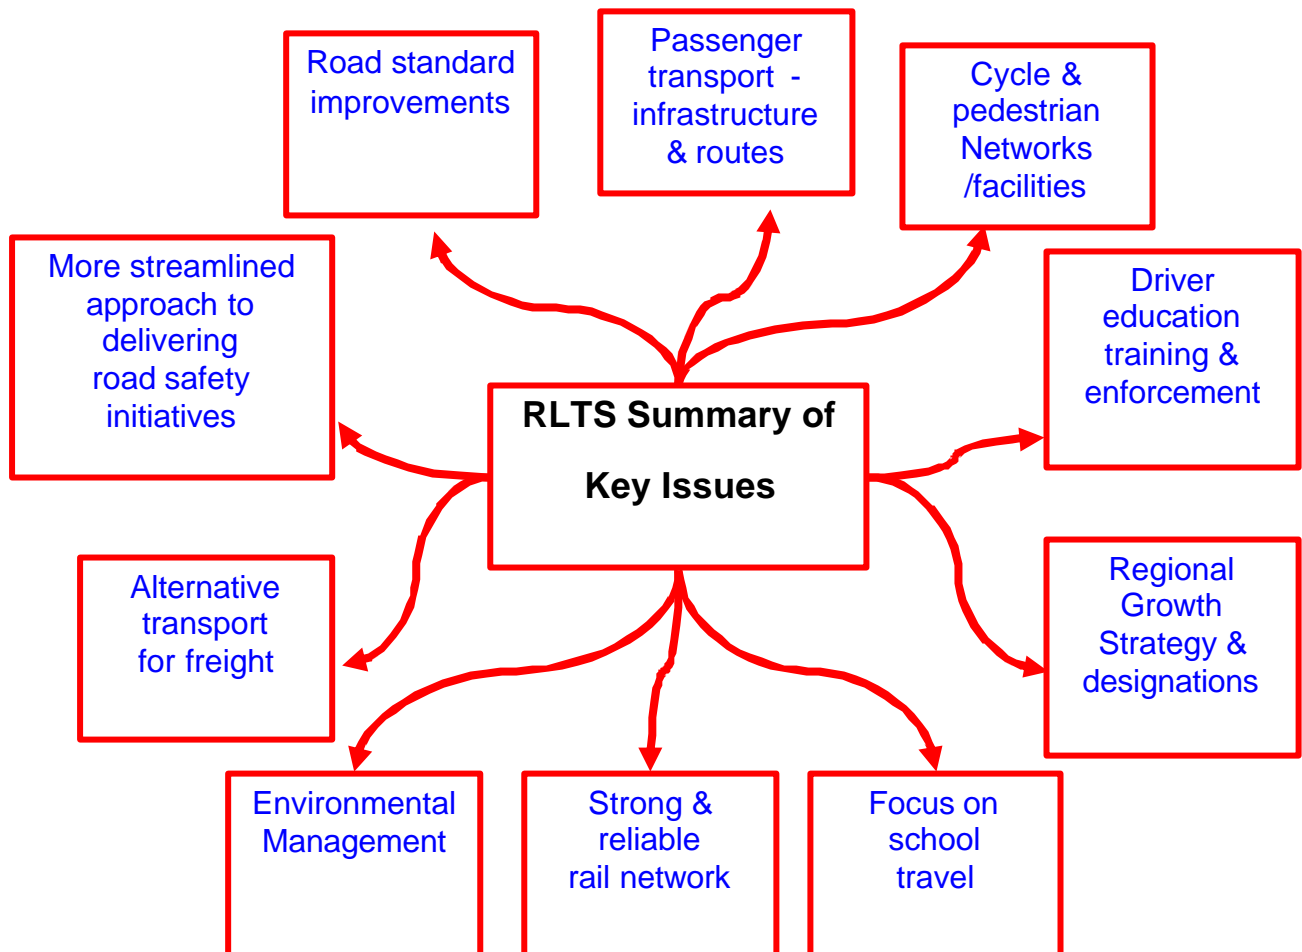 Road standard
improvements
Passenger
transport -
infrastructure
& routes
Cycle &
pedestrian
Networks
/facilities
More streamlined
approach to
delivering
road safety
initiatives
Driver
education
training &
enforcement
RLTS Summary of
Key Issues
Alternative
transport
for freight
Regional
Growth
Strategy &
designations
Environmental
Management
Strong &
reliable
rail network
Focus on
school
travel